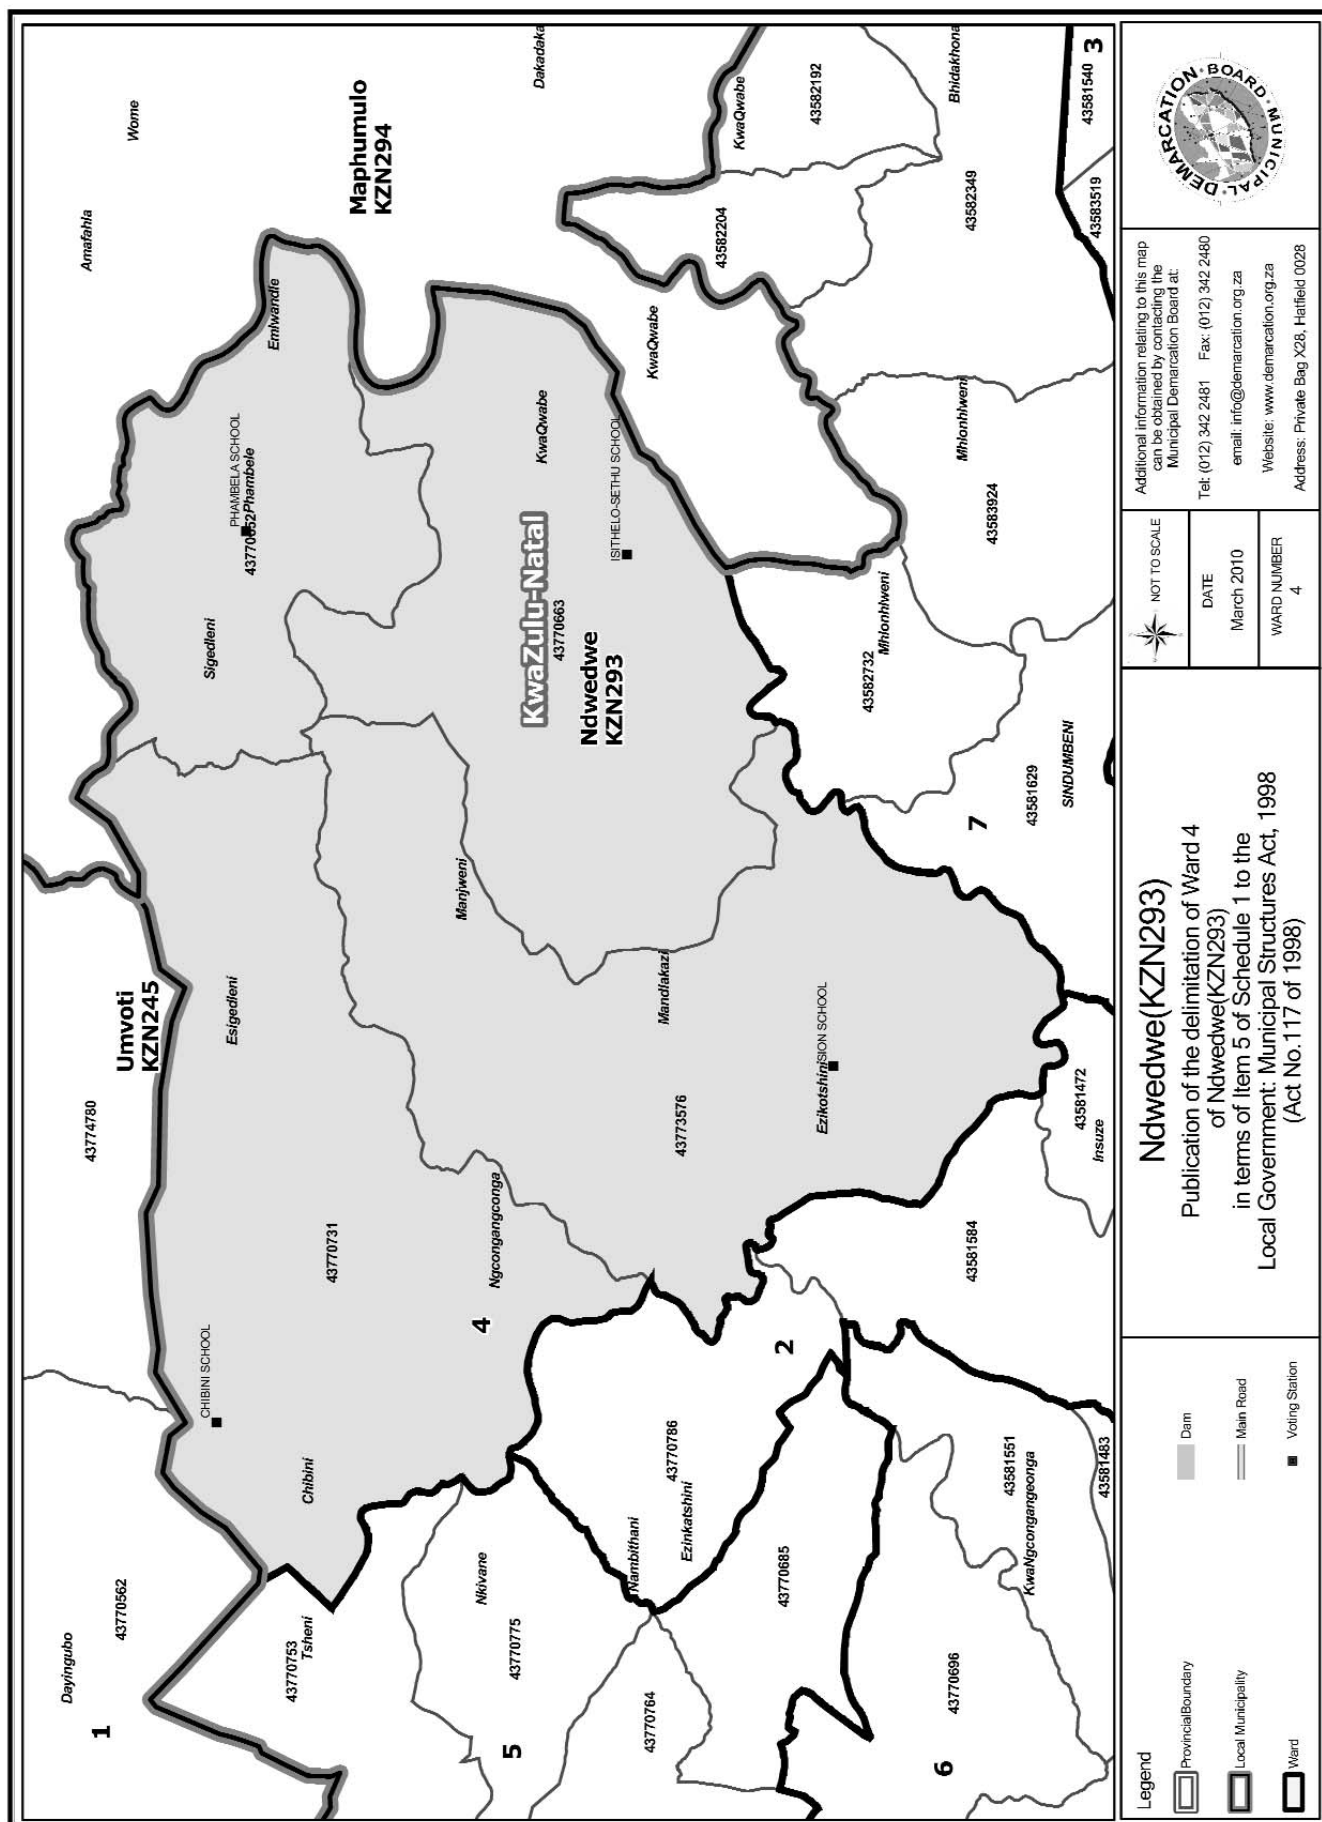 Wome
Amafahla
Dakadaka
Maphumulo
KZN294
Emlwandle
KwaQwabe
43582192
Bhidakhona
43581540
3
43582204
43582349
43583519
KwaQwabe
PHAMBELA SCHOOL
Phambele
KwaQwabe
ISITHELO-SETHU SCHOOL
Mhlonhlweni
43583924
Sigedleni
KwaZulu-Natal
43770663
Ndwedwe
KZN293
43582732
Mhlonhlweni
43581629
SINDUMBENI
7
Manjweni
Umvoti
KZN245
Esigedleni
43774780
Mandlakazi
SION SCHOOL
43773576
43581472
Insuze
43770731
Ngcongangconga
4
43581584
CHIBINI SCHOOL
Chibini
2
43770786
Ezinkatshini
43581551
KwaNgcongangeonga
43581483
Nambithani
Nkivane
43770775
43770685
43770562
Dayingubo
1
43770753
Tsheni
43770764
5
43770696
6
Legend
ProvincialBoundary
Local Municipality
Ward
Dam
Main Road
Voting Station
Ndwedwe(KZN293)
Publication of the delimitation of Ward 4
of Ndwedwe(KZN293)
in terms of Item 5 of Schedule 1 to the
Local Government: Municipal Structures Act, 1998
(Act No.117 of 1998)
NOT TO SCALE
DATE
March 2010
WARD NUMBER
4
Additional information relating to this map
can be obtained by contacting the
Municipal Demarcation Board at:
Tel: (012) 342 2481 Fax: (012) 342 2480
email: info@demarcation.org.za
Website: www.demarcation.org.za
Address: Private Bag X28, Hatfield 0028
MUNICIPAL · DEMARCATION · BOARD ·